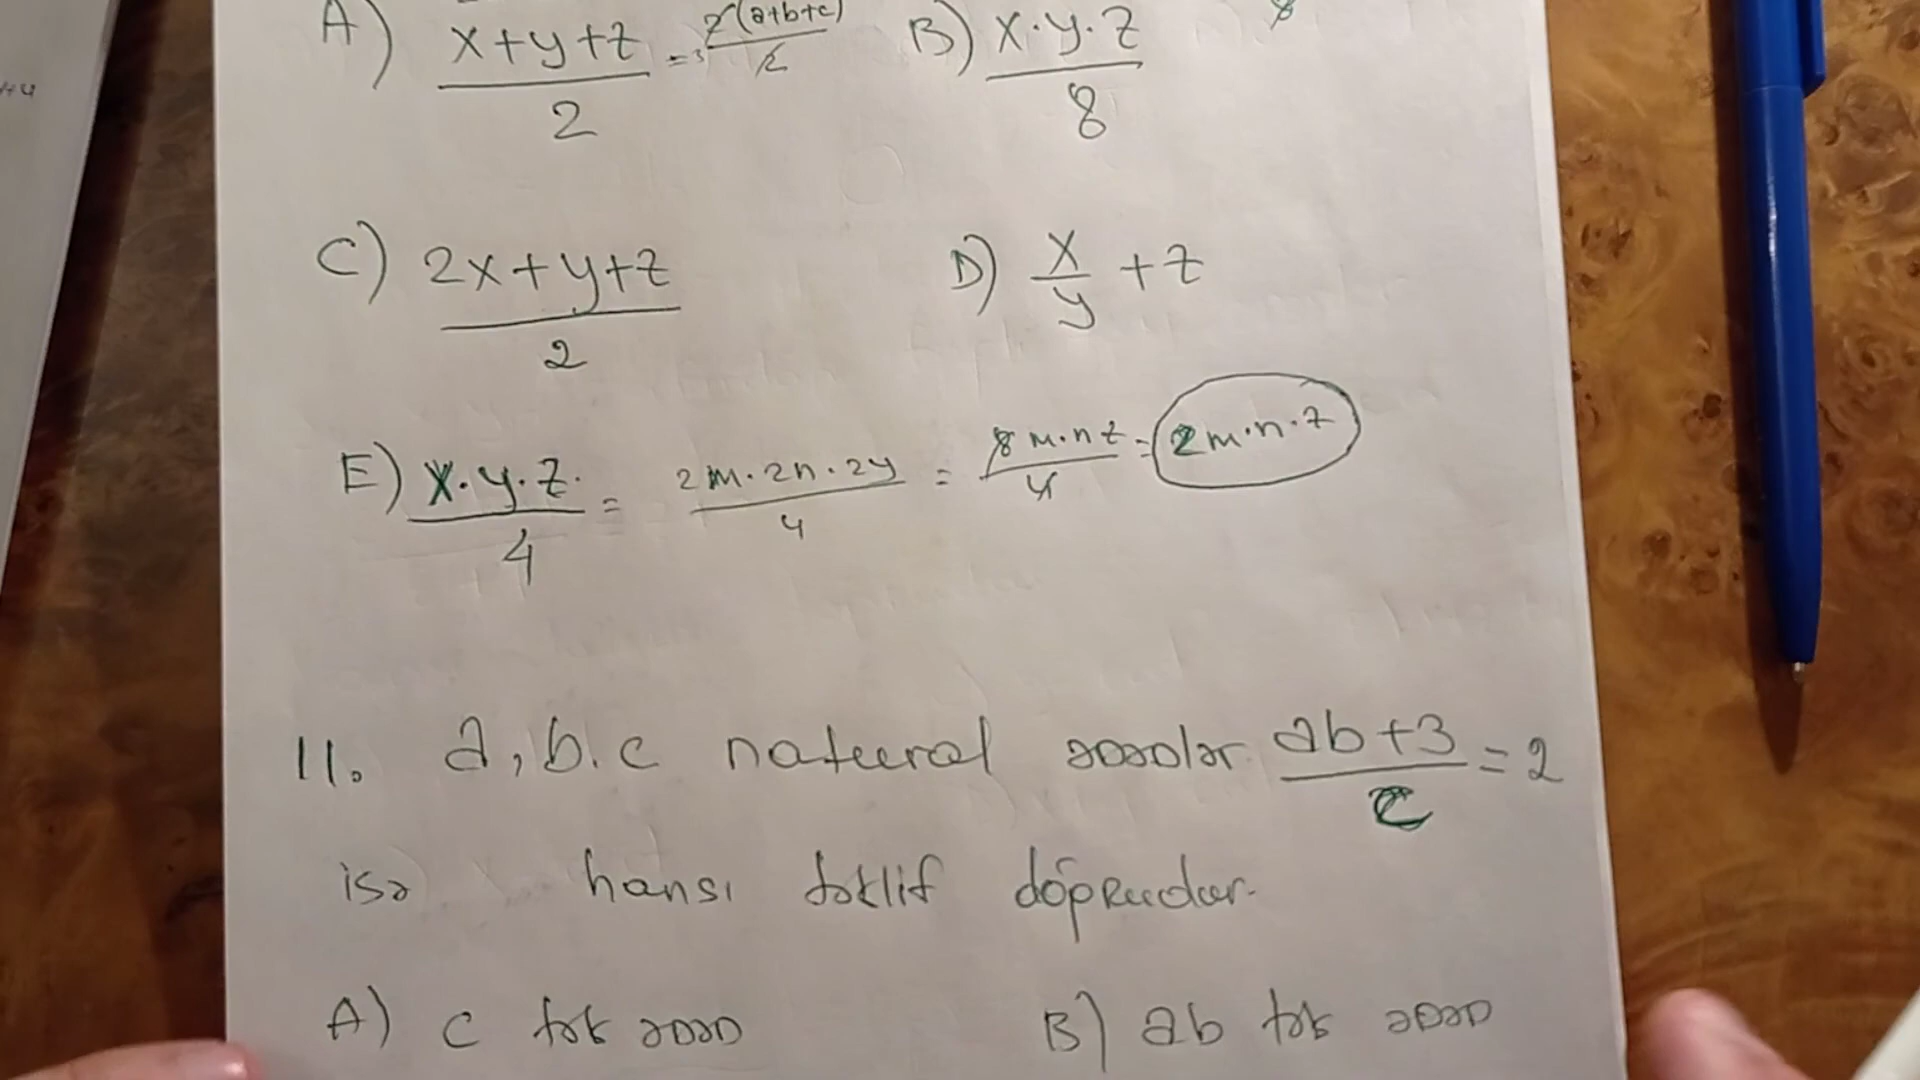 A) x+y+z/2 = 2(a+b+c)/2 B) x·y·z/8
C) 2x+y+z/2 D) x/y + z
E) x·y·z/4 = 2m·2n·2y/4 = 8m·nz/4 = 2m·n·z
11. a, b.c natural ədədlər ab+3/c = 2
isə hansı təklif doğrudur.
A) c tək ədəd B) ab tək ədəd